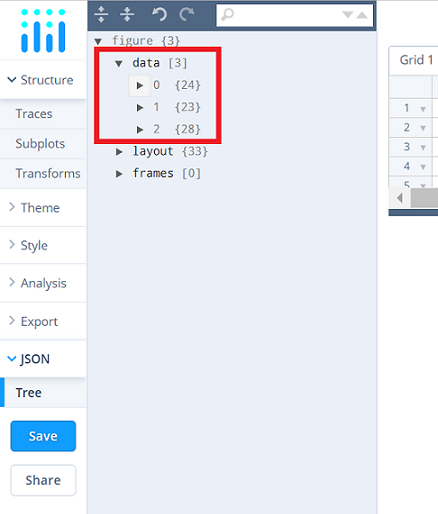 figure {3}
data [3]
0 {24}
1 {23}
2 {28}
layout {33}
frames [0]
Structure
Traces
Subplots
Transforms
Theme
Style
Analysis
Export
JSON
Tree
Save
Share
Grid 1
1
2
3
4
5